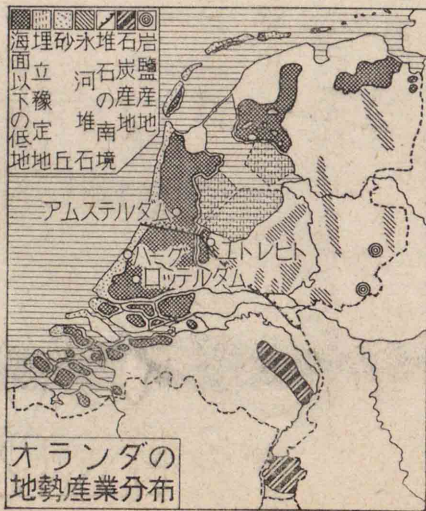 岩鹽産地
石炭産地
堆石の南境
氷河堆石
砂丘
埋立豫定地
海面以下の低地
アムステルダム
ハーグ
ユトレヒト
ロッテルダム
オランダの
地勢産業分布